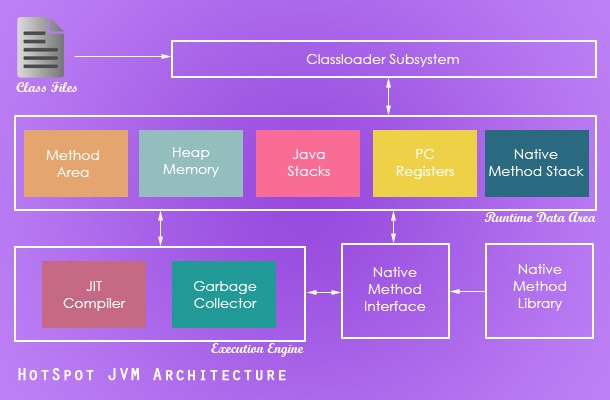 Class Files
Classloader Subsystem
Method
Area
Heap
Memory
Java
Stacks
PC
Registers
Native
Method Stack
Runtime Data Area
JIT
Compiler
Garbage
Collector
Execution Engine
Native
Method
Interface
Native
Method
Library
HotSpot JVM Architecture